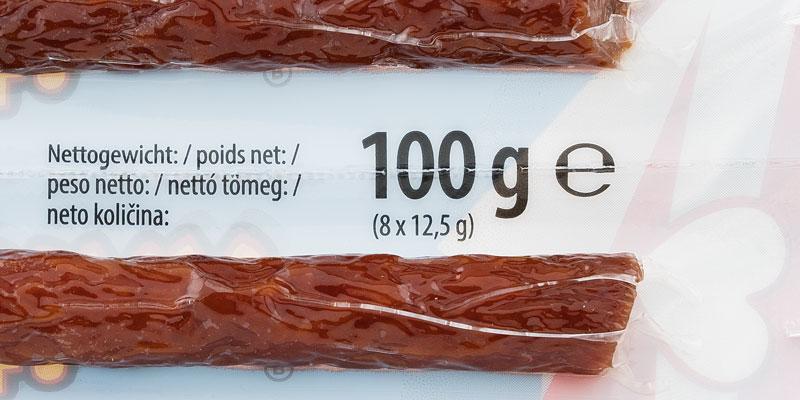 Nettogewicht: / poids net: /
peso netto: / nettó tömeg: /
neto količina:
100 g ℮
(8 x 12,5 g)